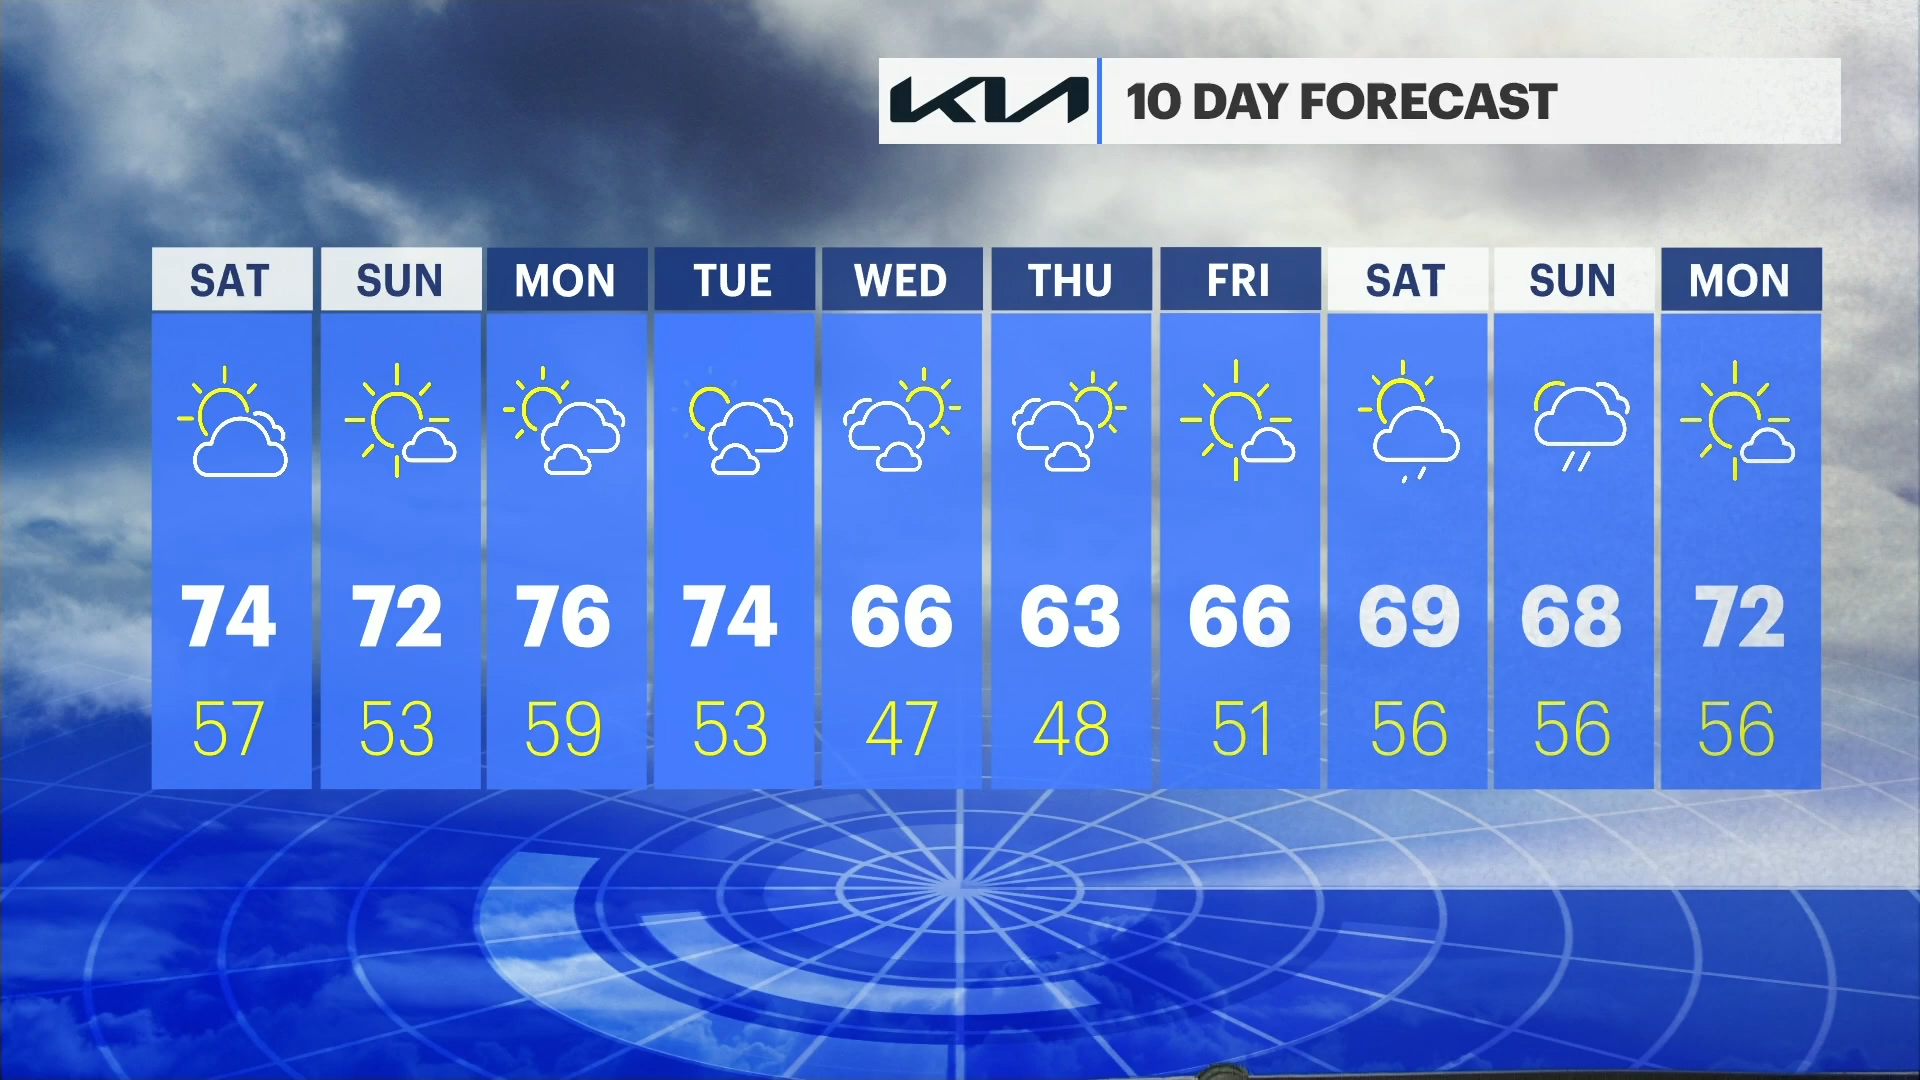 KIA 10 DAY FORECAST
SAT SUN MON TUE WED THU FRI SAT SUN MON
74 72 76 74 66 63 66 69 68 72
57 53 59 53 47 48 51 56 56 56